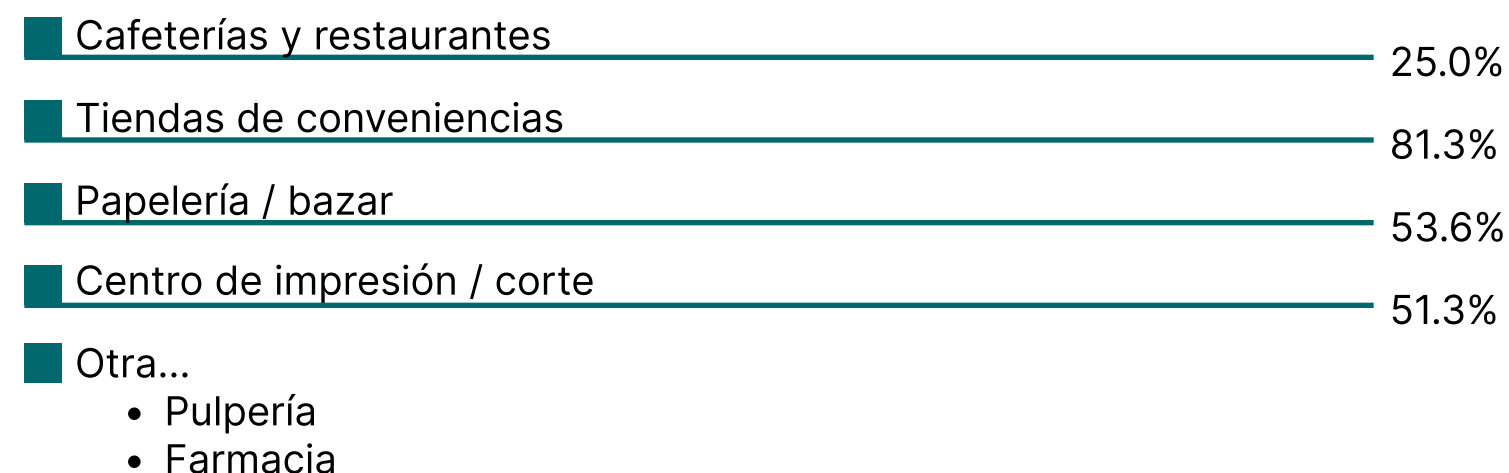 Cafeterías y restaurantes
25.0%
Tiendas de conveniencias
81.3%
Papelería / bazar
53.6%
Centro de impresión / corte
51.3%
Otra...
• Pulpería
• Farmacia